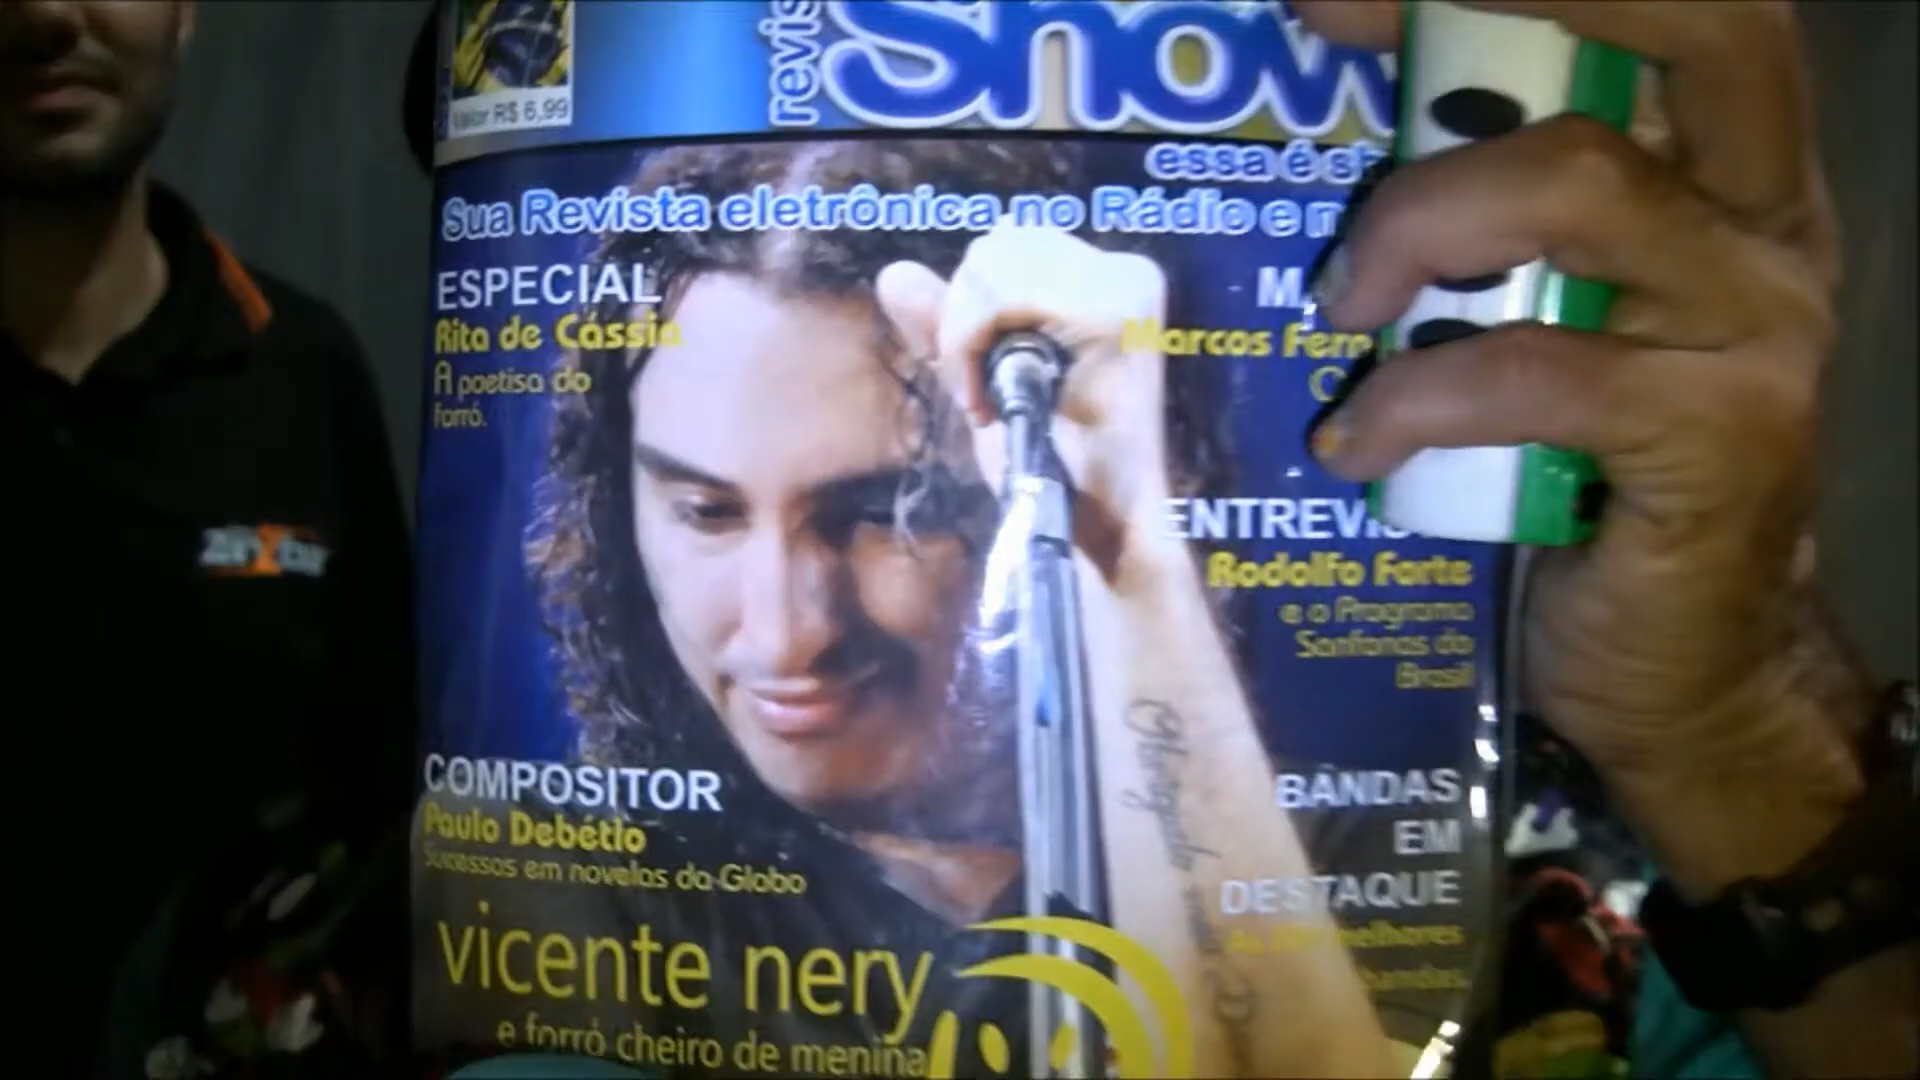 Valor R$ 6,99
revis
Show
essa é
Sua Revista eletrônica no Rádio e
ESPECIAL
Rita de Cássia
A poetisa do
Forró.
Marcos
ENTREVIS
Rodolfo Forte
e o Programa
Sanfonas do
Brasil
COMPOSITOR
Paulo Debétio
Sucessos em novelas da Globo
BANDAS
EM
DESTAQUE
melhores
bandas
vicente nery
e forró cheiro de menina